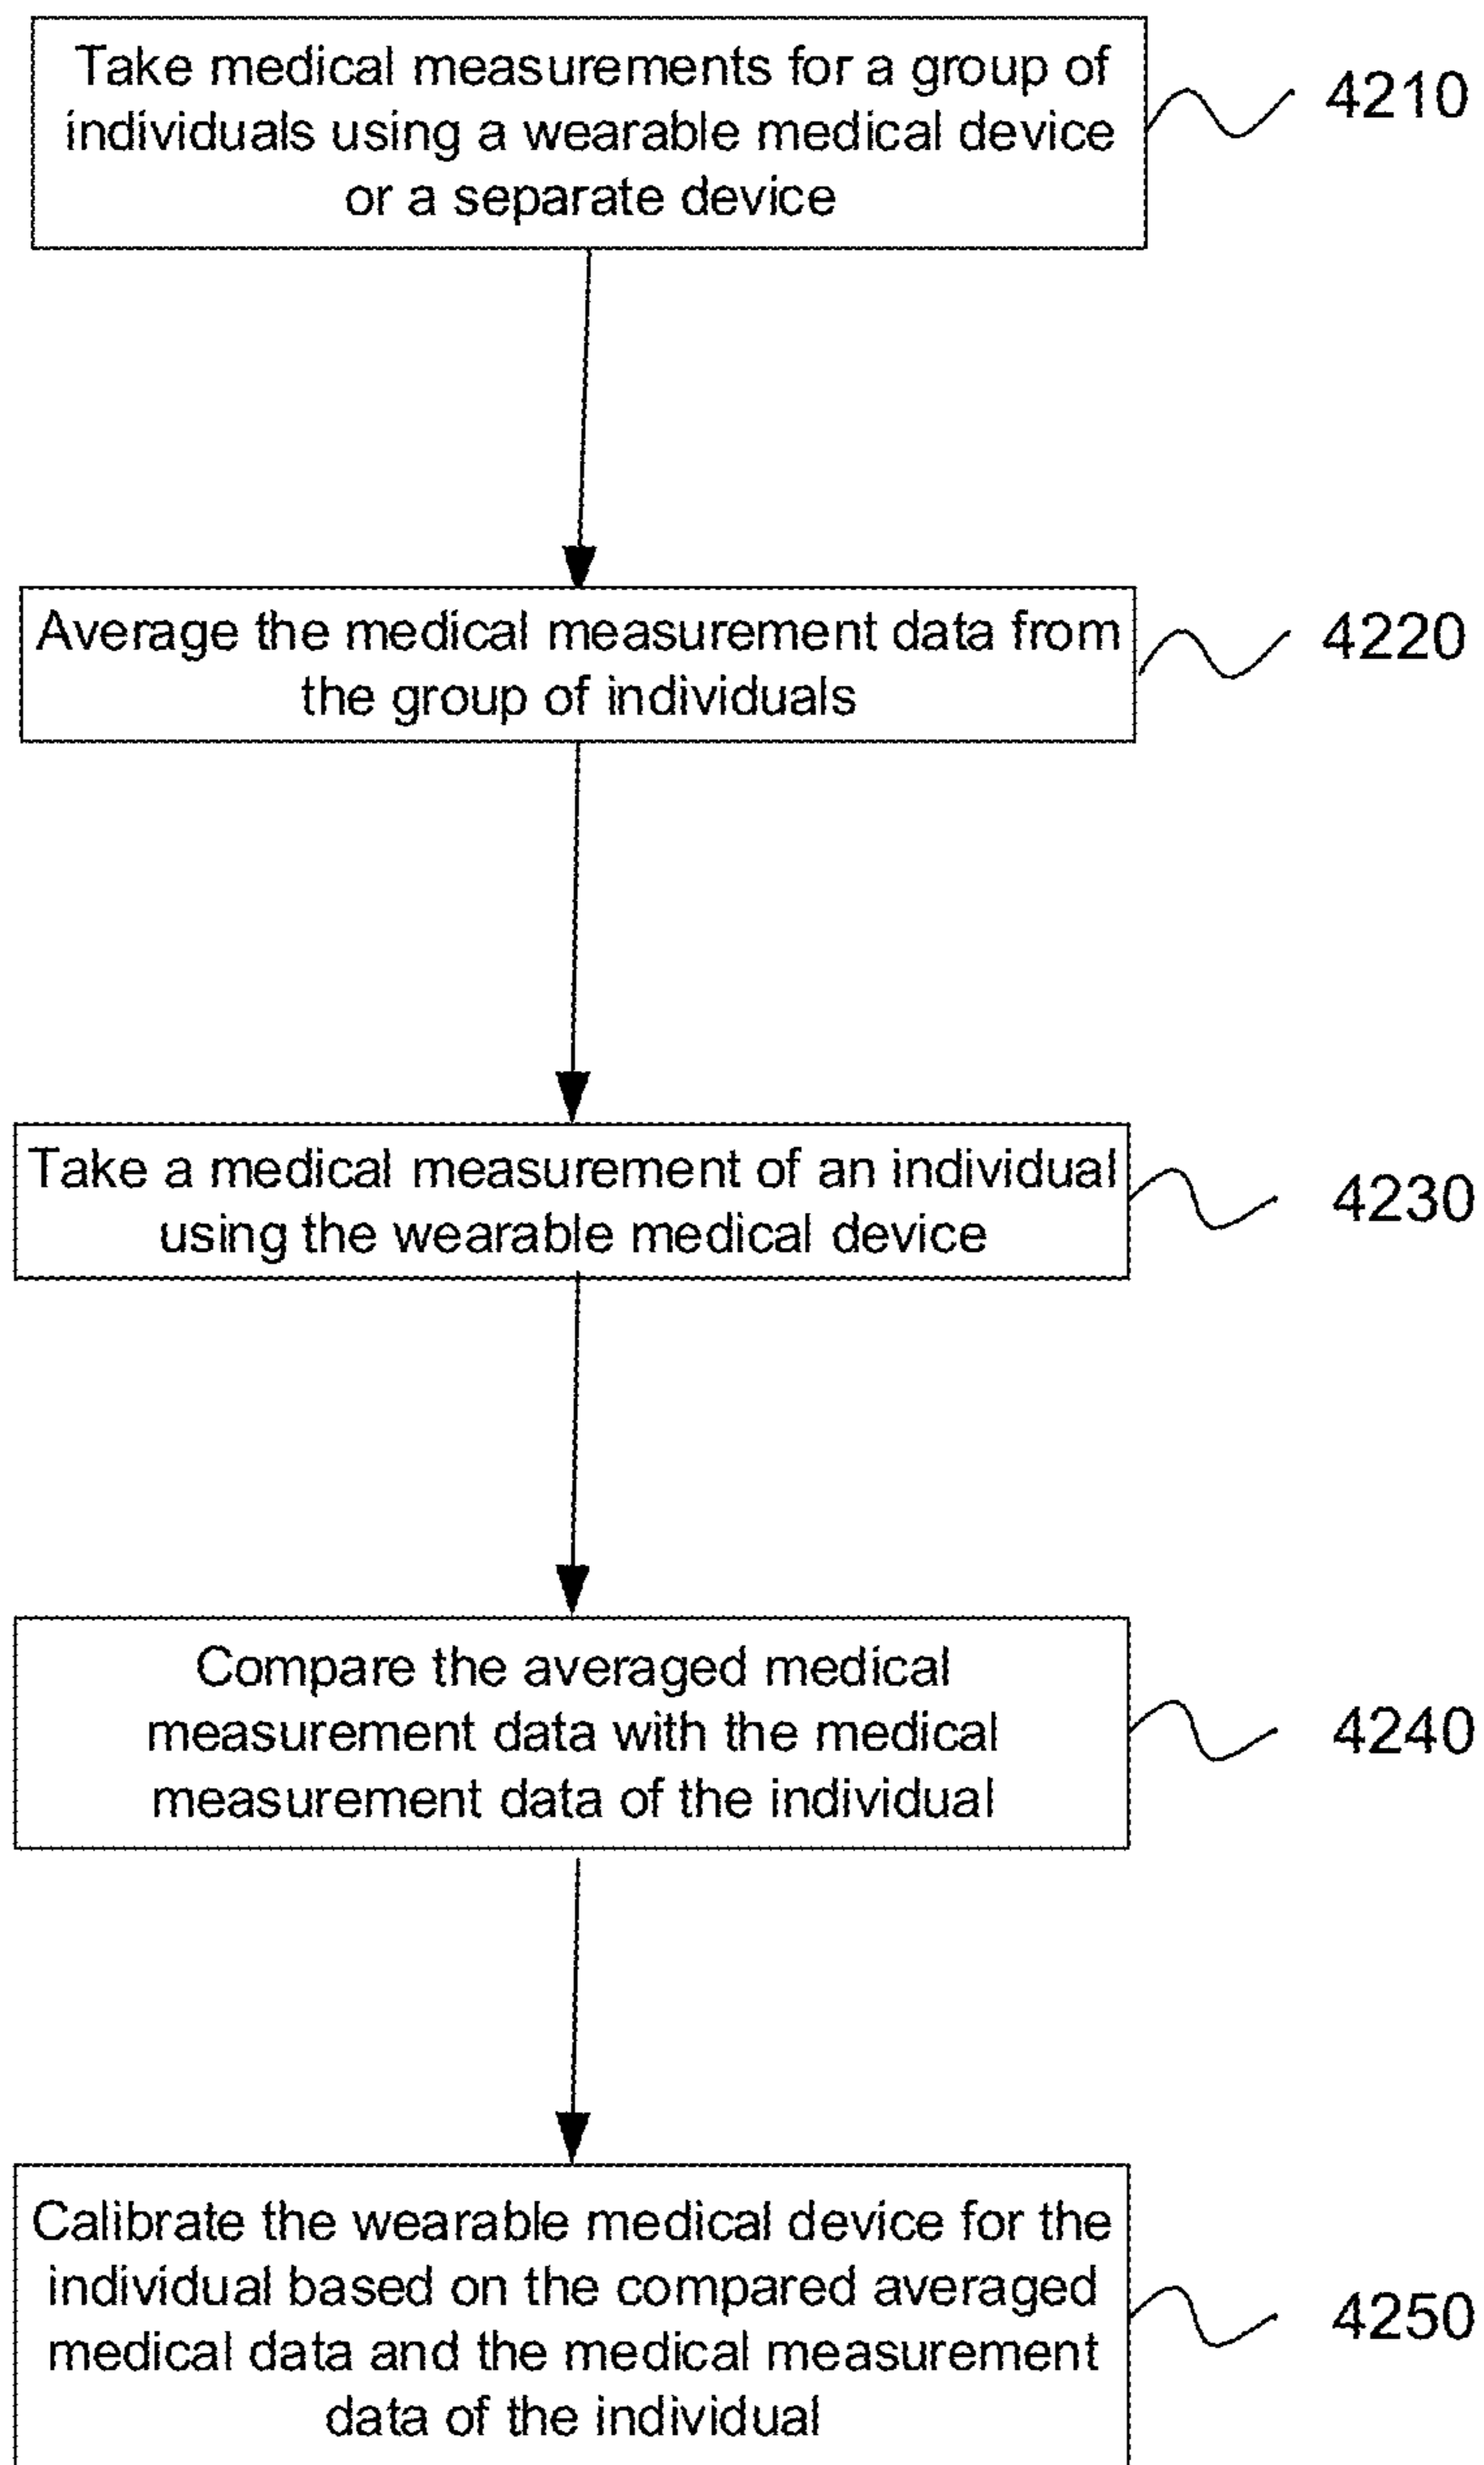 Take medical measurements for a group of
individuals using a wearable medical device
or a separate device
4210
Average the medical measurement data from
the group of individuals
4220
Take a medical measurement of an individual
using the wearable medical device
4230
Compare the averaged medical
measurement data with the medical
measurement data of the individual
4240
Calibrate the wearable medical device for the
individual based on the compared averaged
medical data and the medical measurement
data of the individual
4250